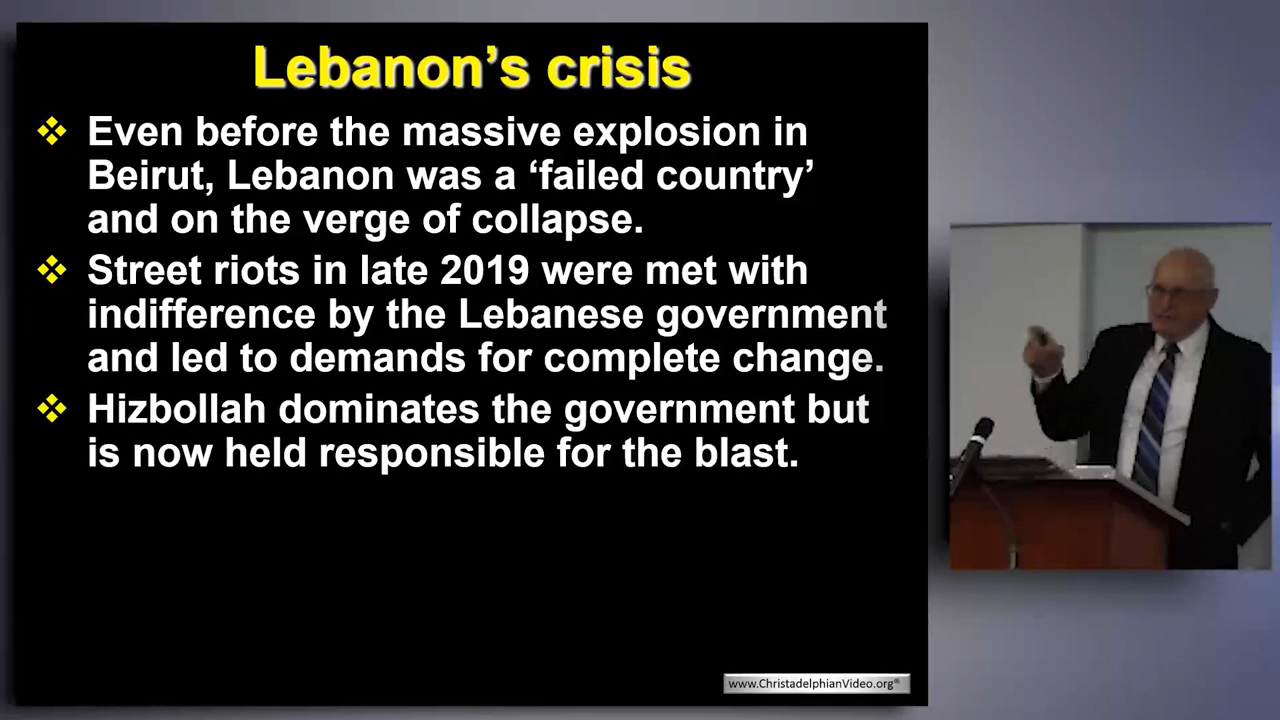 Lebanon’s crisis
Even before the massive explosion in
Beirut, Lebanon was a ‘failed country’
and on the verge of collapse.
Street riots in late 2019 were met with
indifference by the Lebanese government
and led to demands for complete change.
Hizbollah dominates the government but
is now held responsible for the blast.
www.ChristadelphianVideo.org®